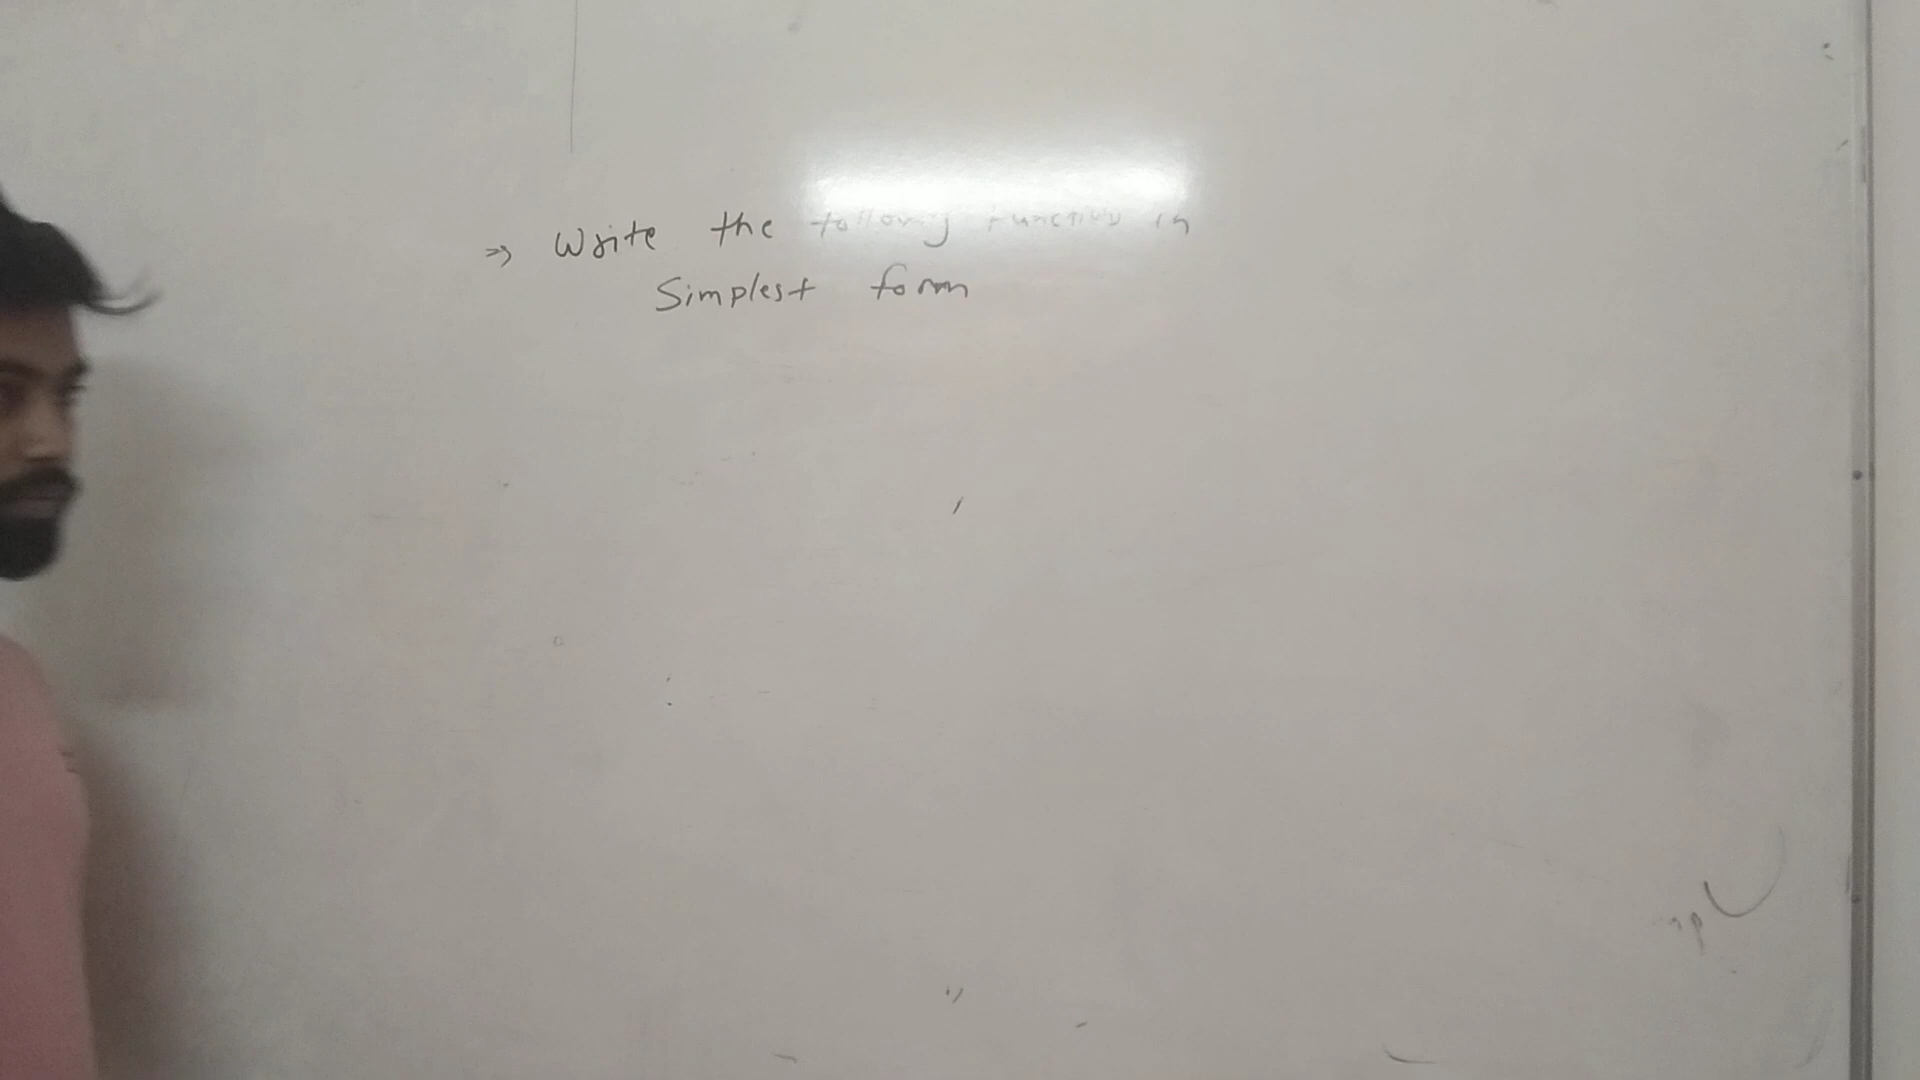 ⇒ Write the following function in
Simplest form